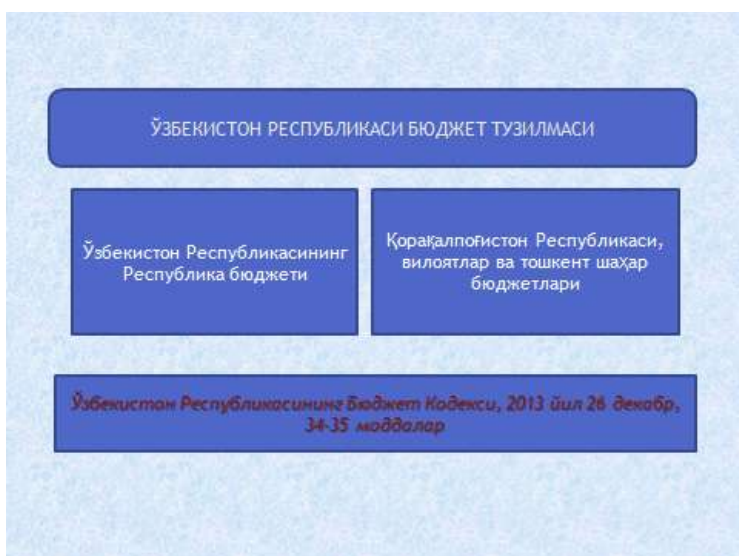 ЎЗБЕКИСТОН РЕСПУБЛИКАСИ БЮДЖЕТ ТУЗИЛМАСИ
Ўзбекистон Республикасининг
Республика бюджети
Қорақалпоғистон Республикаси,
вилоятлар ва тошкент шаҳар
бюджетлари
Ўзбекистон Республикасининг Бюджет Кодекси, 2013 йил 26 декабр,
34-35 моддалар